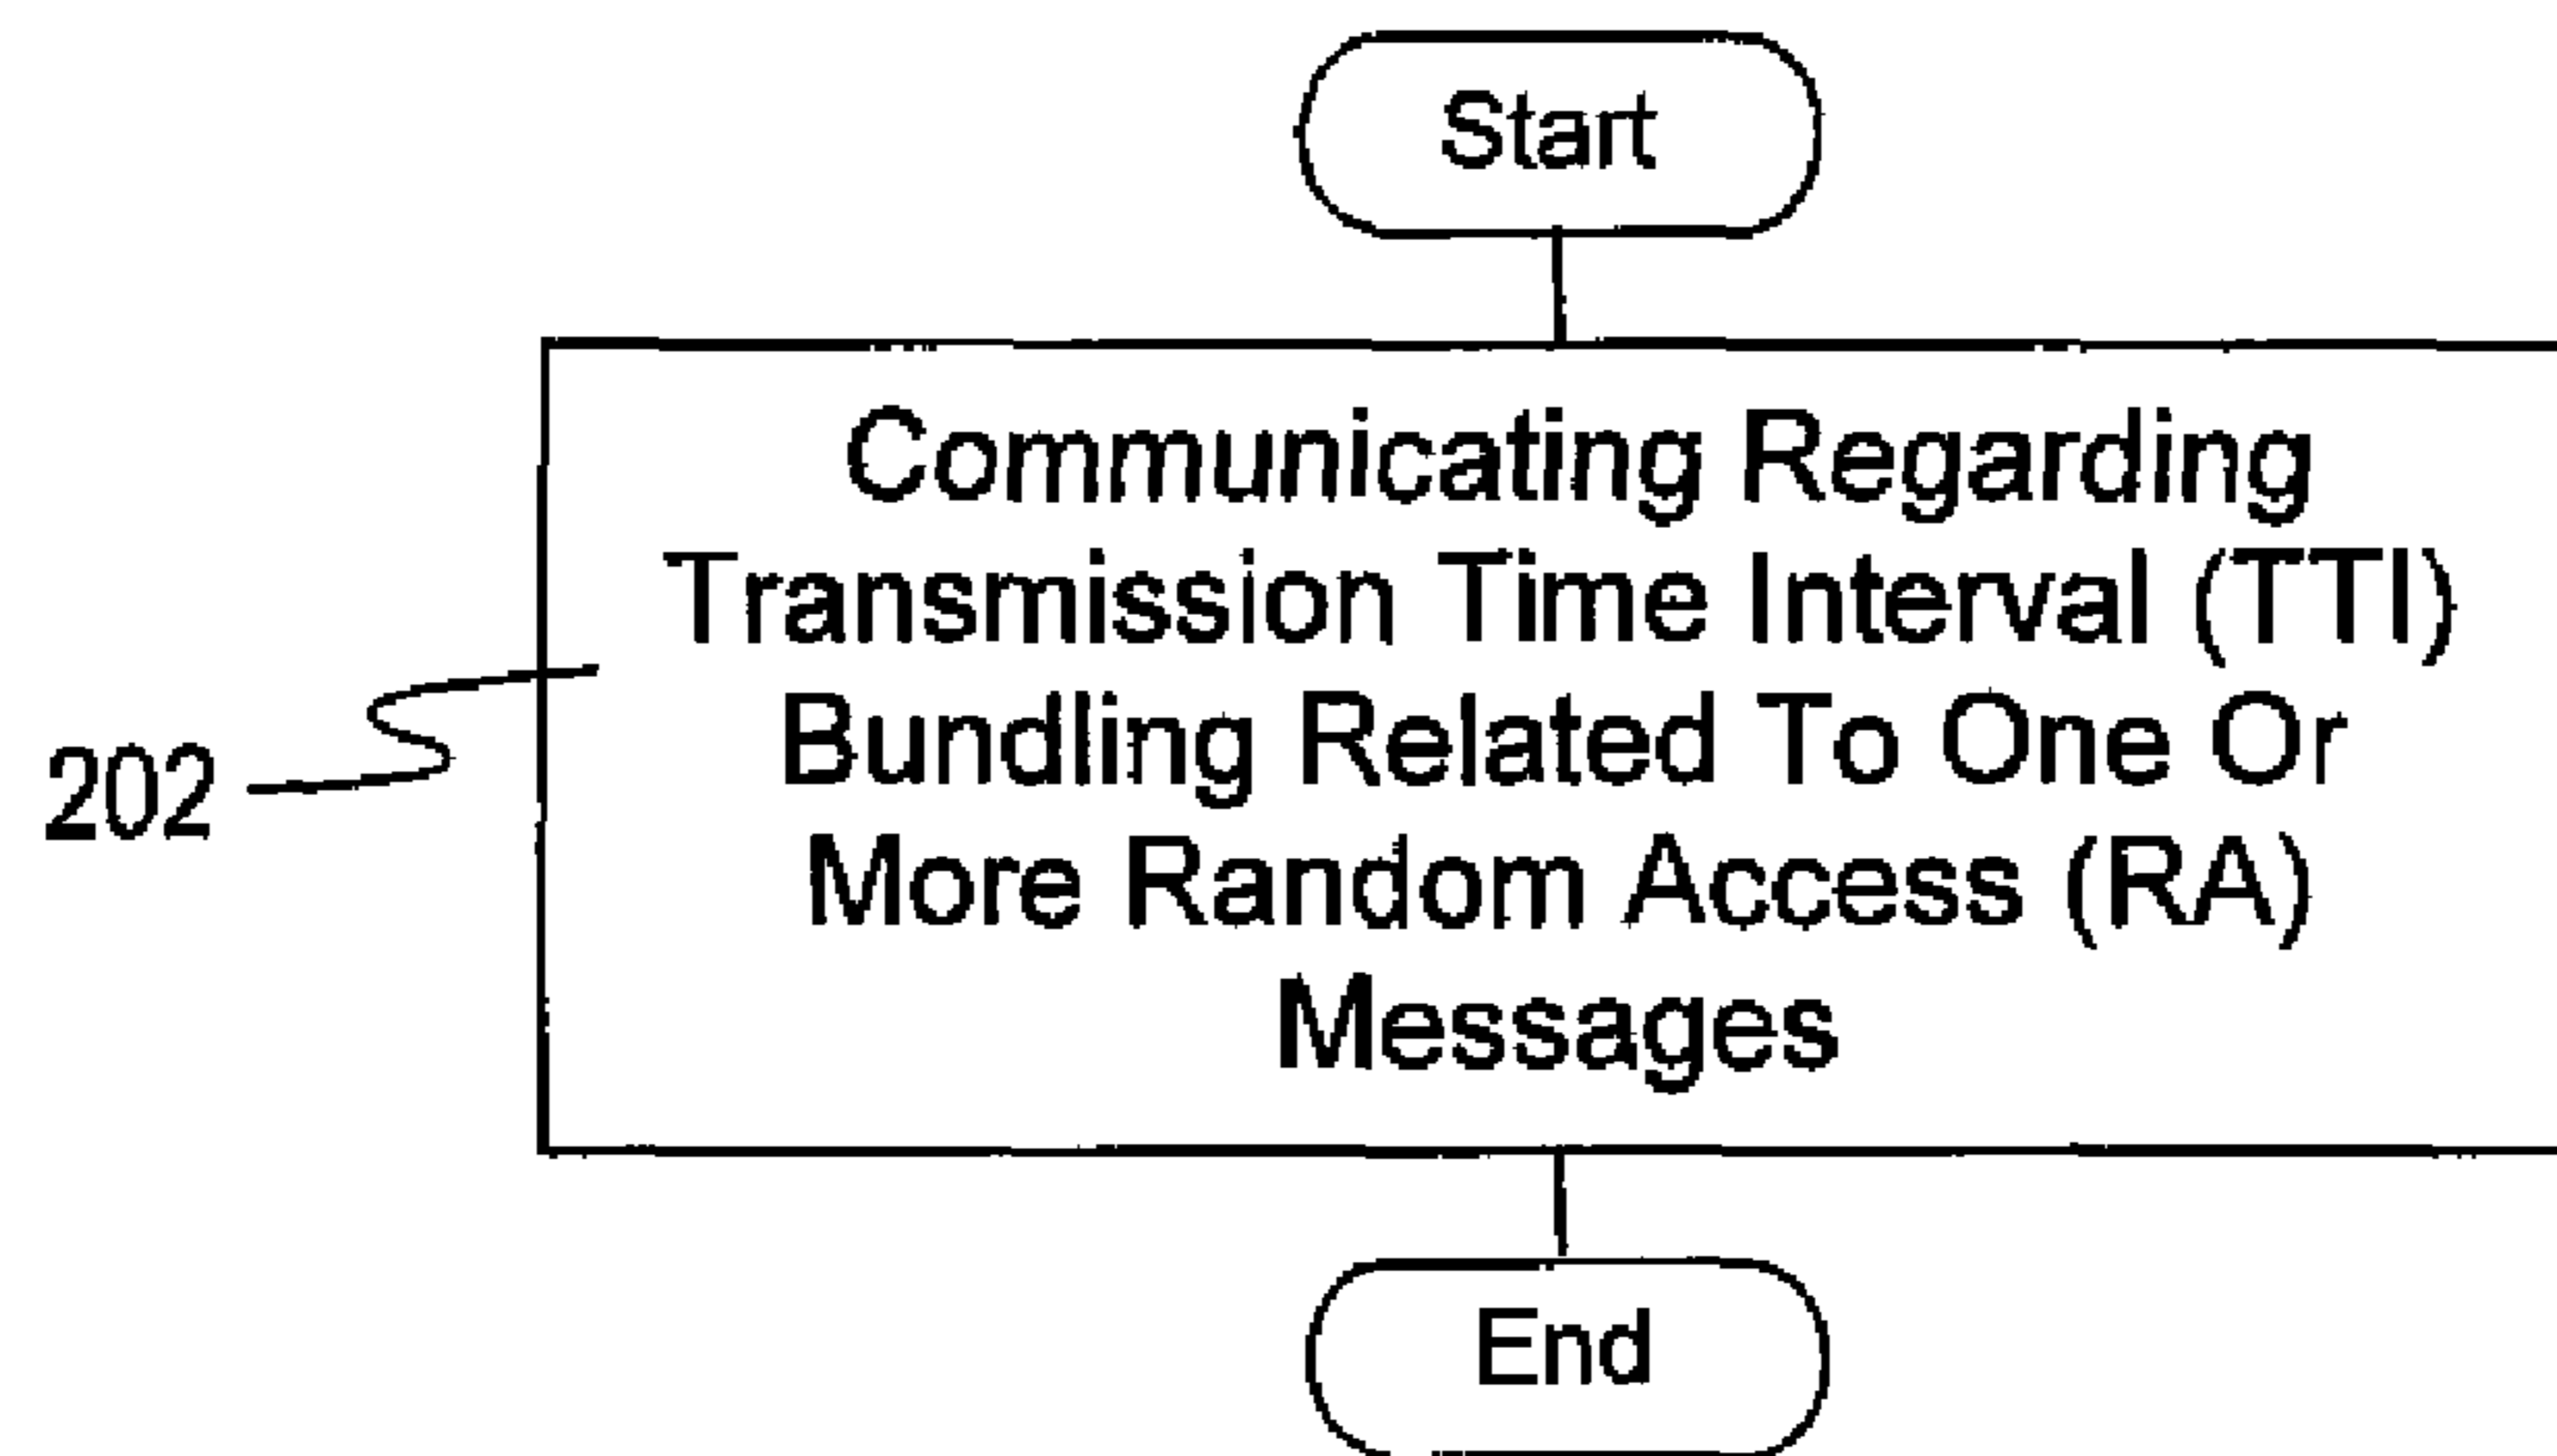 Start
Communicating Regarding
Transmission Time Interval (TTI)
Bundling Related To One Or
More Random Access (RA)
Messages
202
End